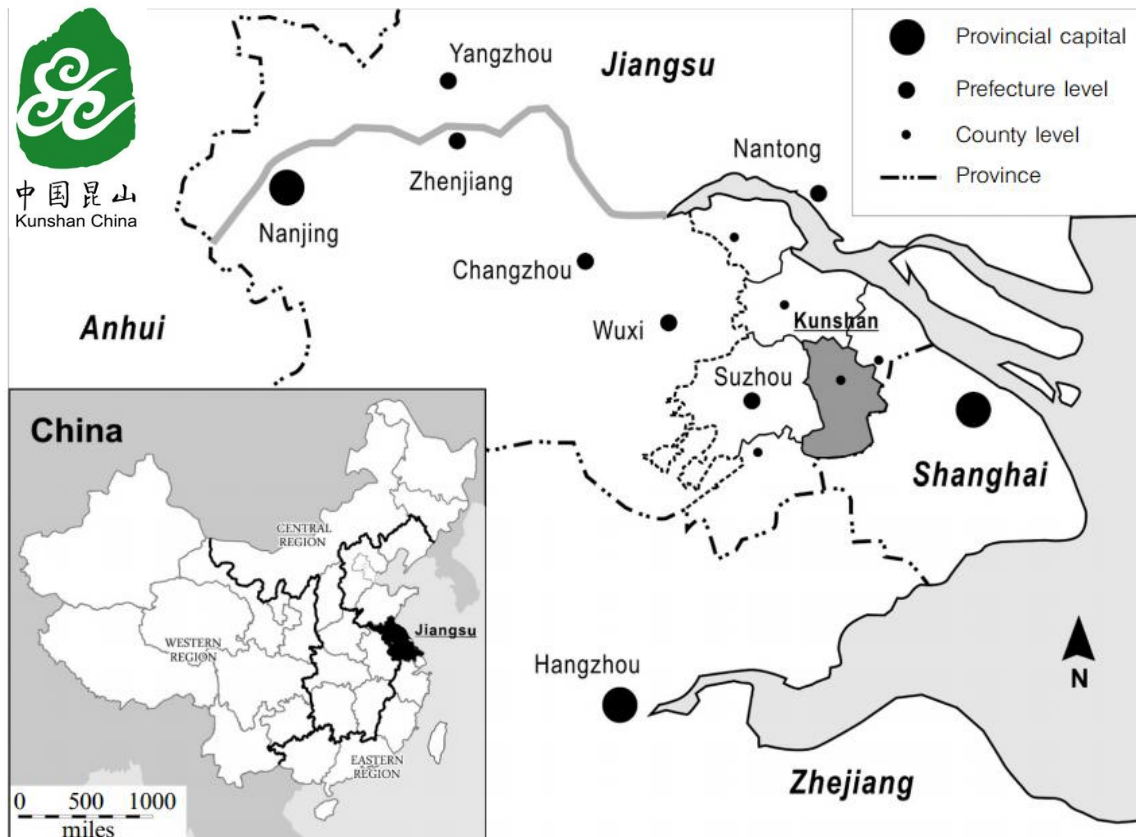 中国昆山
Kunshan China
Yangzhou
Jiangsu
Zhenjiang
Nanjing
Nantong
Changzhou
Anhui
Wuxi
Kunshan
Suzhou
Shanghai
Hangzhou
Zhejiang
N
Provincial capital
Prefecture level
County level
Province
China
CENTRAL
REGION
Jiangsu
WESTERN
REGION
EASTERN
REGION
0 500 1000
miles